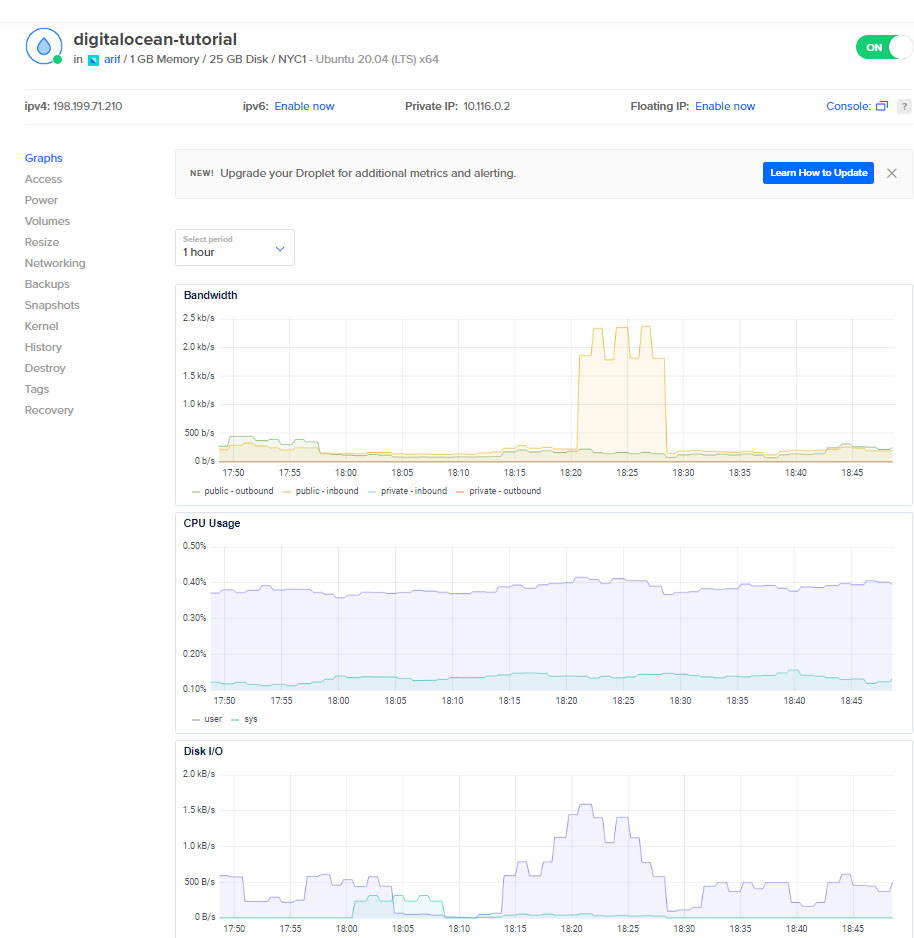 digitalocean-tutorial
in arif / 1 GB Memory / 25 GB Disk / NYC1 - Ubuntu 20.04 (LTS) x64
ON
ipv4: 198.199.71.210 ipv6: Enable now Private IP: 10.116.0.2 Floating IP: Enable now Console: ?
Graphs
Access
Power
Volumes
Resize
Networking
Backups
Snapshots
Kernel
History
Destroy
Tags
Recovery
NEW! Upgrade your Droplet for additional metrics and alerting. Learn How to Update
Select period
1 hour
Bandwidth
2.5 kb/s
2.0 kb/s
1.5 kb/s
1.0 kb/s
500 b/s
0 b/s
17:50 17:55 18:00 18:05 18:10 18:15 18:20 18:25 18:30 18:35 18:40 18:45
public - outbound public - inbound private - inbound private - outbound
CPU Usage
0.50%
0.40%
0.30%
0.20%
0.10%
17:50 17:55 18:00 18:05 18:10 18:15 18:20 18:25 18:30 18:35 18:40 18:45
user sys
Disk I/O
2.0 kB/s
1.5 kB/s
1.0 kB/s
500 B/s
0 B/s
17:50 17:55 18:00 18:05 18:10 18:15 18:20 18:25 18:30 18:35 18:40 18:45